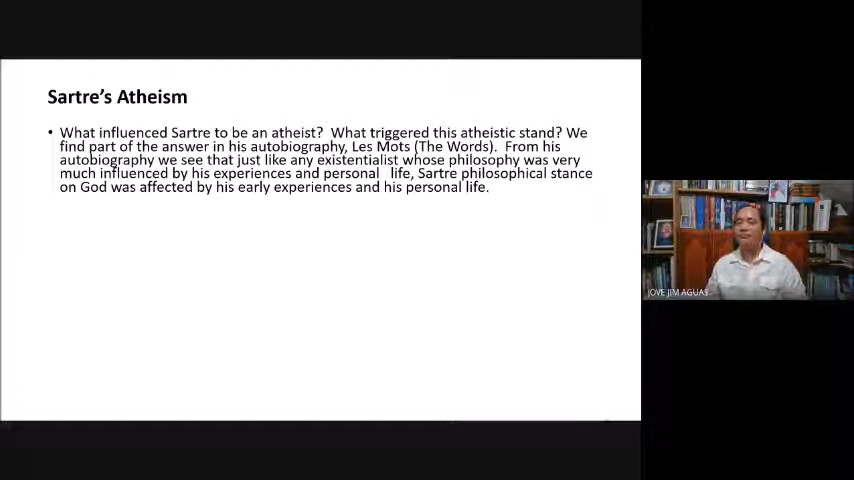 Sartre's Atheism
• What influenced Sartre to be an atheist?  What triggered this atheistic stand? We
find part of the answer in his autobiography, Les Mots (The Words).  From his
autobiography we see that just like any existentialist whose philosophy was very
much influenced by his experiences and personal   life, Sartre philosophical stance
on God was affected by his early experiences and his personal life.
JOVE JIM AGUAS